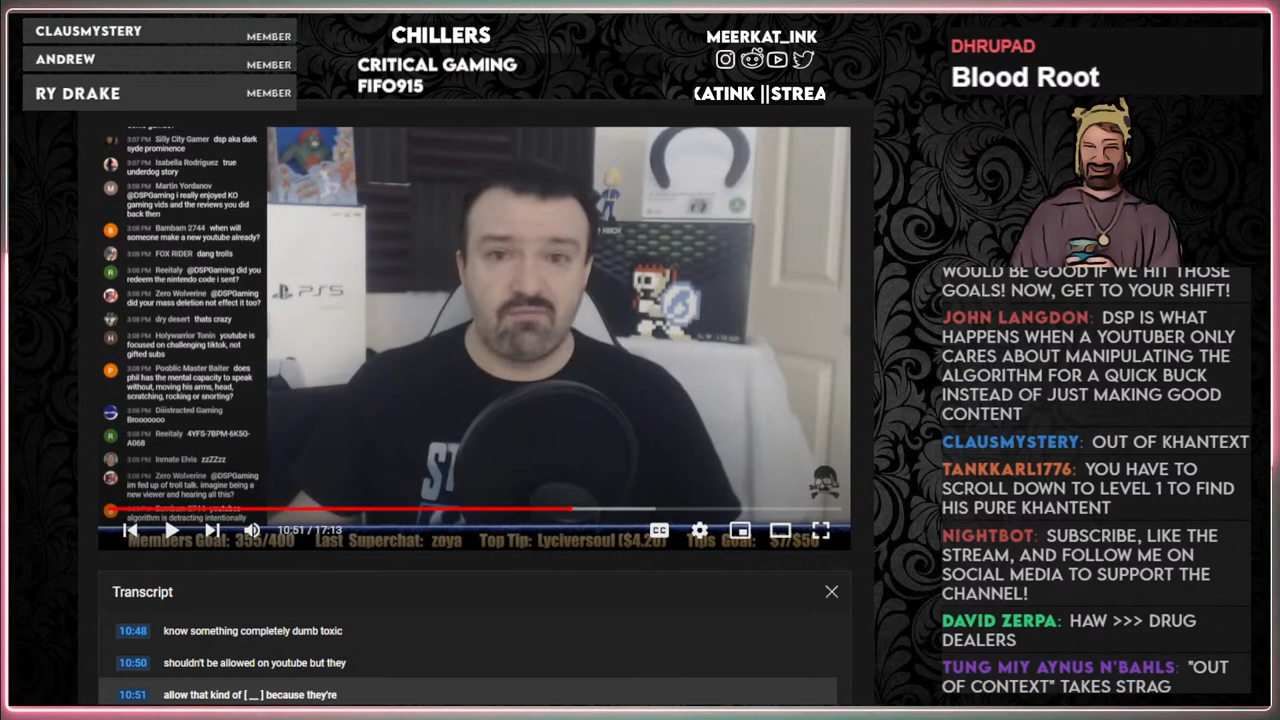 CLAUSMYSTERY
MEMBER
ANDREW
MEMBER
RY DRAKE
MEMBER
CHILLERS
CRITICAL GAMING
FIFO915
MEERKAT_INK
KATINK ||STREA
DHRUPAD
Blood Root
3:07 PM Silly City Gamer dsp aka dark
syde prominence
3:07 PM Isabella Rodriguez true
underdog story
3:08 PM Martin Yordanov
@DSPGaming i really enjoyed KO
gaming vids and the reviews you did
back then
3:08 PM Bambam 2744 when will
someone make a new youtube already?
3:08 PM FOX RIDER dang trolls
3:08 PM Reeitaly @DSPGaming did you
redeem the nintendo code i sent?
3:08 PM Zero Wolverine @DSPGaming
did your mass deletion not effect it too?
3:08 PM dry desert thats crazy
3:08 PM Holywarrior Tonin youtube is
focused on challenging tiktok, not
gifted subs
3:08 PM Pooblic Master Baiter does
phil has the mental capacity to speak
without, moving his arms, head,
scratching, rocking or snorting?
3:08 PM Diiistracted Gaming
Brooooooo
3:08 PM Reeitaly 4YFS-7BPM-6K5G-
A068
3:08 PM Inmate Elvis zzZZzz
3:08 PM Zero Wolverine @DSPGaming
im fed up of troll talk. imagine being a
new viewer and hearing all this?
3:08 PM Bambam 2744 youtubes
algorithm is detracting intentionally
PS5
XBOX
ST
10:51 / 17:13
CC
Members Goal: 355/400 Last Superchat: zoya Top Tip: Lyciversoul ($4.20) Tips Goal: $7/$50
Transcript
10:48 know something completely dumb toxic
10:50 shouldn't be allowed on youtube but they
10:51 allow that kind of [ __ ] because they're
WOULD BE GOOD IF WE HIT THOSE
GOALS! NOW, GET TO YOUR SHIFT!
JOHN LANGDON: DSP IS WHAT
HAPPENS WHEN A YOUTUBER ONLY
CARES ABOUT MANIPULATING THE
ALGORITHM FOR A QUICK BUCK
INSTEAD OF JUST MAKING GOOD
CONTENT
CLAUSMYSTERY: OUT OF KHANTEXT
TANKKARL1776: YOU HAVE TO
SCROLL DOWN TO LEVEL 1 TO FIND
HIS PURE KHANTENT
NIGHTBOT: SUBSCRIBE, LIKE THE
STREAM, AND FOLLOW ME ON
SOCIAL MEDIA TO SUPPORT THE
CHANNEL!
DAVID ZERPA: HAW >>> DRUG
DEALERS
TUNG MIY AYNUS N'BAHLS: "OUT
OF CONTEXT" TAKES STRAG